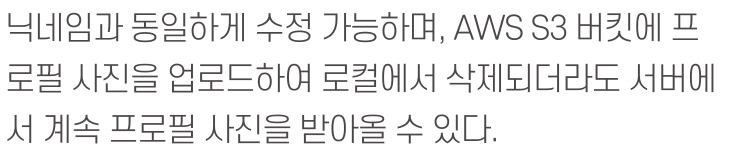 닉네임과 동일하게 수정 가능하며, AWS S3 버킷에 프
로필 사진을 업로드하여 로컬에서 삭제되더라도 서버에
서 계속 프로필 사진을 받아올 수 있다.